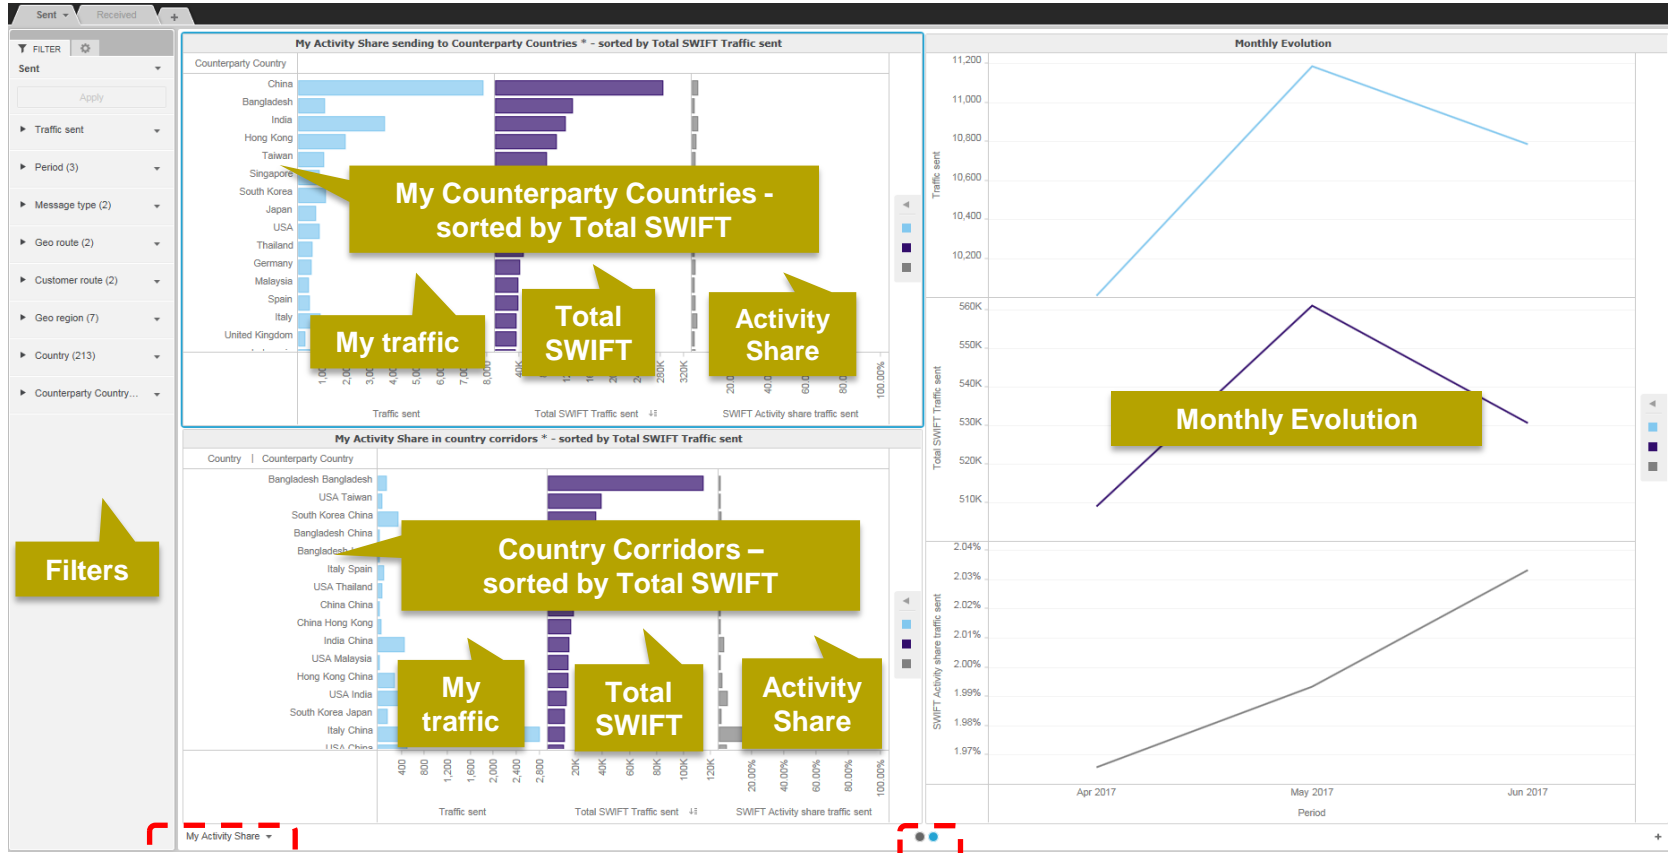 Sent
Received
+
FILTER
Sent
Apply
Traffic sent
Period (3)
Message type (2)
Geo route (2)
Customer route (2)
Geo region (7)
Country (213)
Counterparty Country...
Filters
My Activity Share sending to Counterparty Countries * - sorted by Total SWIFT Traffic sent
Counterparty Country
China
Bangladesh
India
Hong Kong
Taiwan
Singapore
South Korea
Japan
USA
Thailand
Germany
Malaysia
Spain
Italy
United Kingdom
My Counterparty Countries -
sorted by Total SWIFT
My traffic
Total
SWIFT
Activity
Share
8,000
280K
320K
100.00%
Traffic sent
Total SWIFT Traffic sent
SWIFT Activity share traffic sent
My Activity Share in country corridors * - sorted by Total SWIFT Traffic sent
Country | Counterparty Country
Bangladesh Bangladesh
USA Taiwan
South Korea China
Bangladesh China
Bangladesh
Italy Spain
USA Thailand
China China
China Hong Kong
India China
USA Malaysia
Hong Kong China
USA India
South Korea Japan
Italy China
USA China
Country Corridors –
sorted by Total SWIFT
My
traffic
Total
SWIFT
Activity
Share
400
800
1,200
1,600
2,000
2,400
2,800
20K
40K
60K
80K
100K
120K
20.00%
40.00%
60.00%
80.00%
100.00%
Traffic sent
Total SWIFT Traffic sent
SWIFT Activity share traffic sent
My Activity Share
Monthly Evolution
11,200
11,000
10,800
10,600
10,400
10,200
Traffic sent
560K
550K
540K
530K
520K
510K
Total SWIFT Traffic sent
Monthly Evolution
2.04%
2.03%
2.02%
2.01%
2.00%
1.99%
1.98%
1.97%
SWIFT Activity share traffic sent
Apr 2017
May 2017
Jun 2017
Period
+